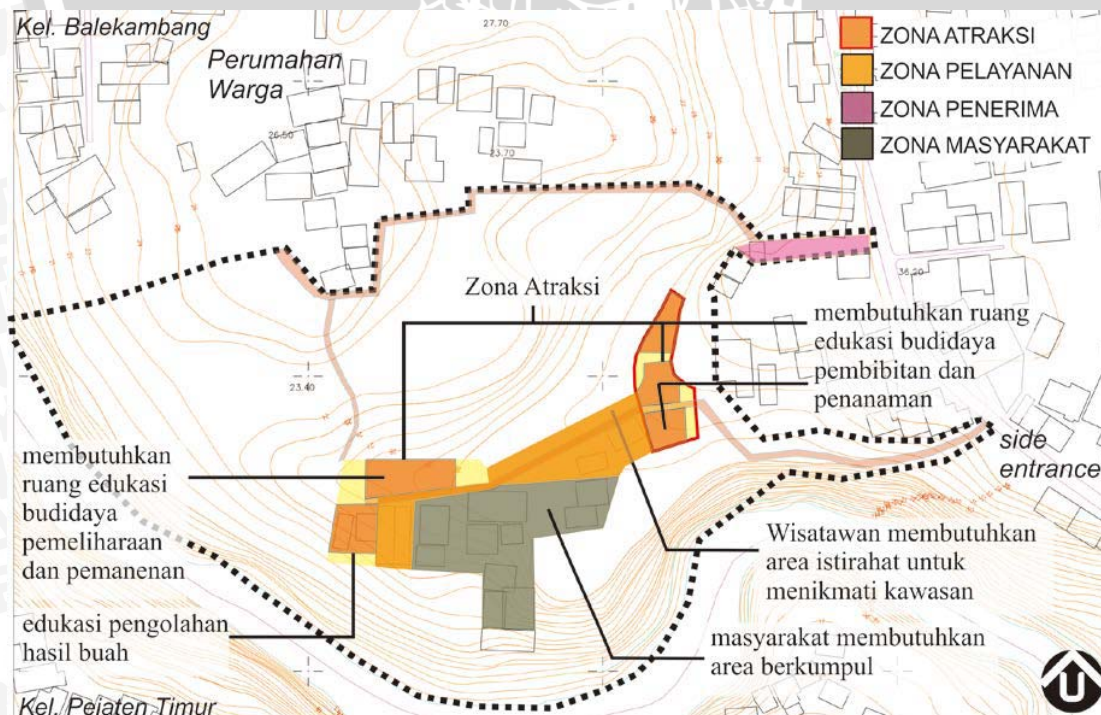 Kel. Balekambang
27.70
ZONA ATRAKSI
ZONA PELAYANAN
ZONA PENERIMA
ZONA MASYARAKAT
Perumahan
Warga
26.50
23.70
36.20
Zona Atraksi
membutuhkan ruang
edukasi budidaya
pembibitan dan
penanaman
23.40
side
entrance
membutuhkan
ruang edukasi
budidaya
pemeliharaan
dan pemanenan
Wisatawan membutuhkan
area istirahat untuk
menikmati kawasan
edukasi pengolahan
hasil buah
masyarakat membutuhkan
area berkumpul
Kel. Pejaten Timur
U